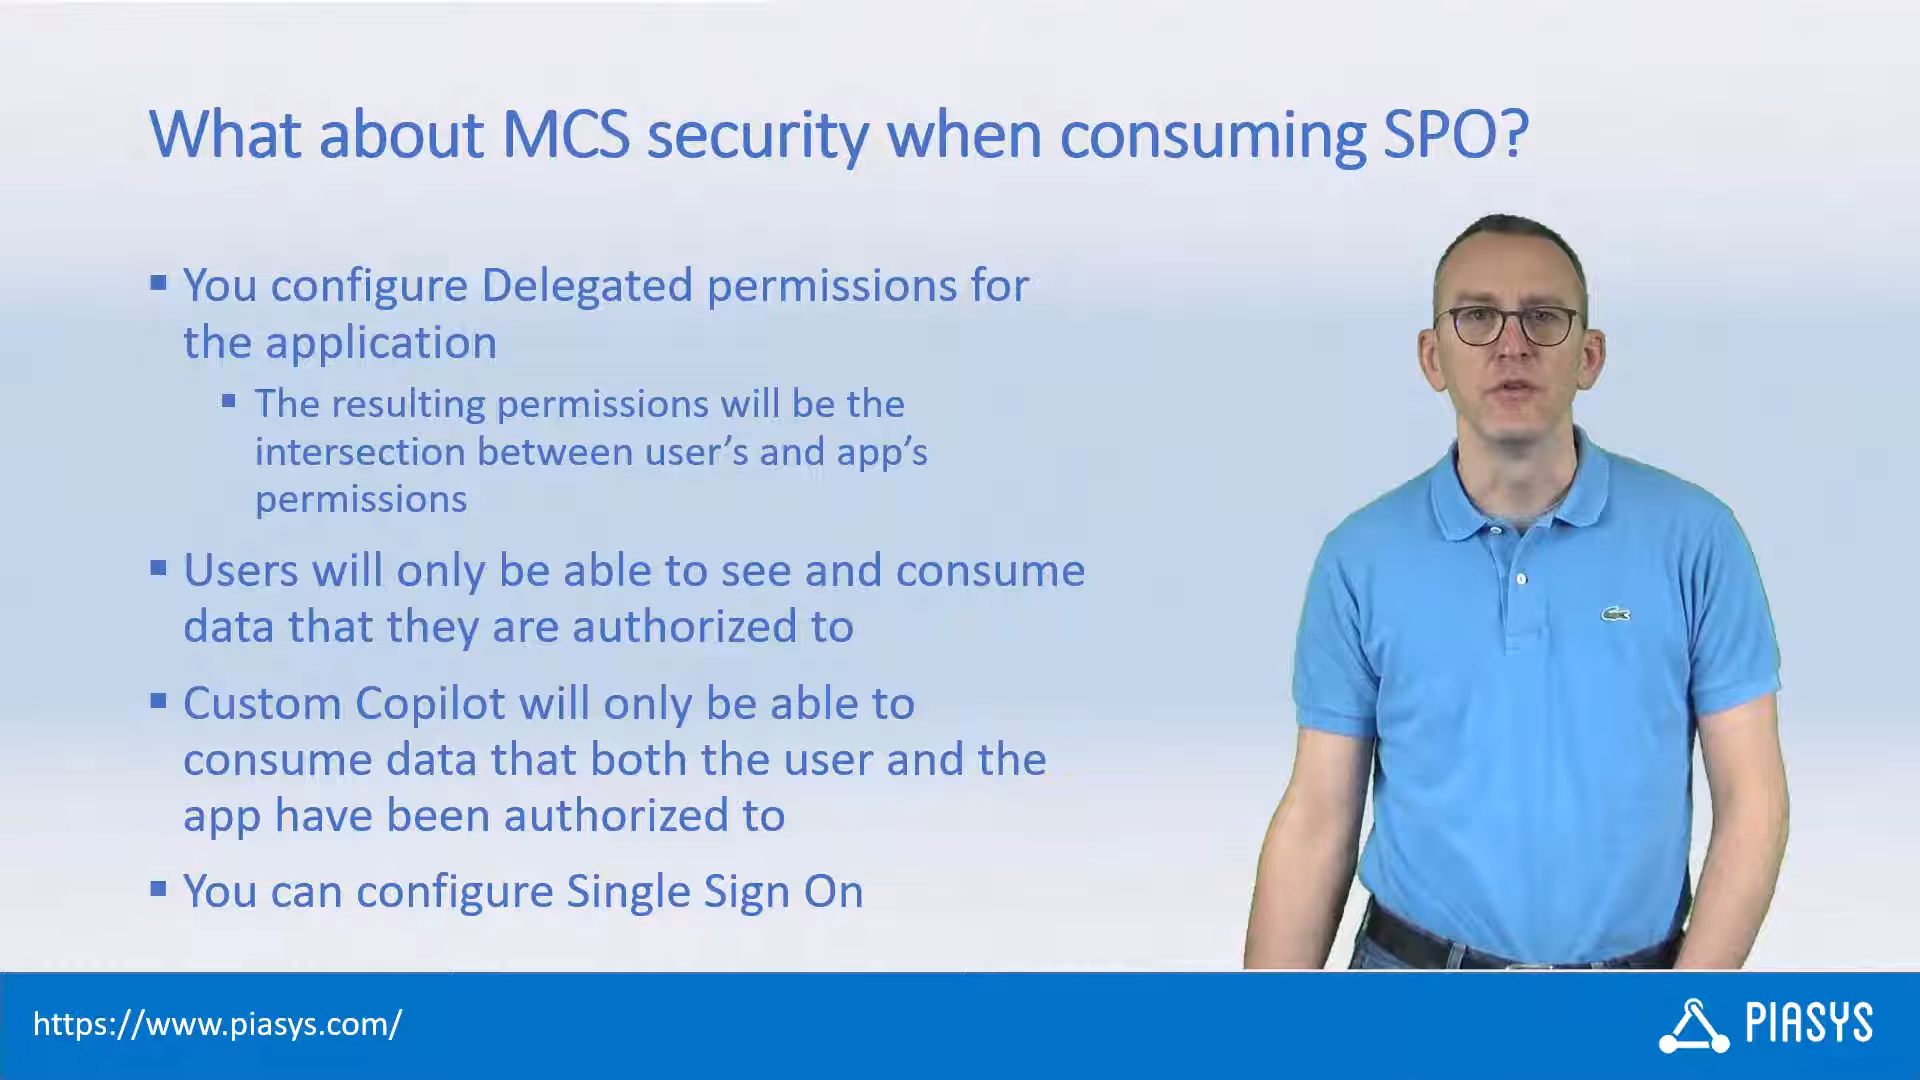 What about MCS security when consuming SPO?
▪ You configure Delegated permissions for
the application
▪ The resulting permissions will be the
intersection between user’s and app’s
permissions
▪ Users will only be able to see and consume
data that they are authorized to
▪ Custom Copilot will only be able to
consume data that both the user and the
app have been authorized to
▪ You can configure Single Sign On
https://www.piasys.com/
PIASYS